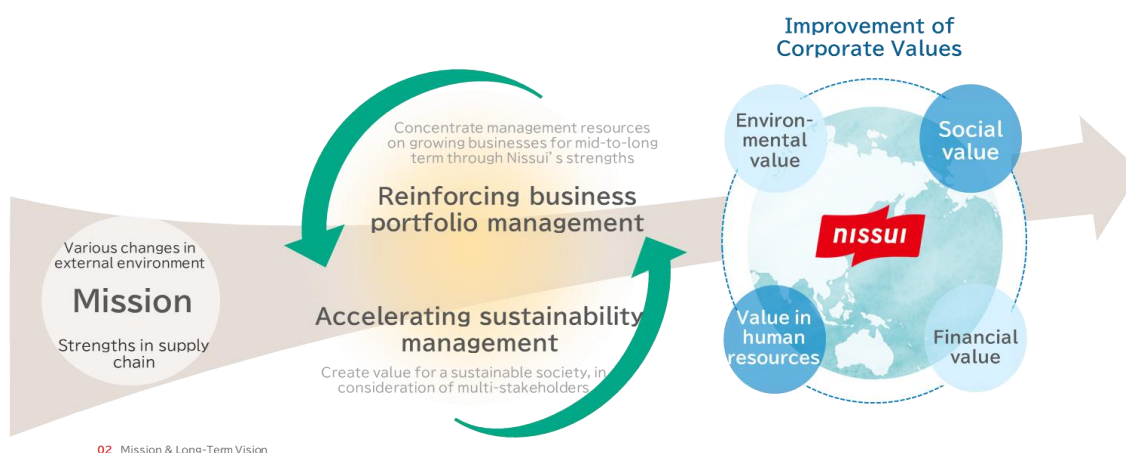 Improvement of
Corporate Values
Environ-
mental
value
Social
value
Concentrate management resources
on growing businesses for mid-to-long
term through Nissui's strengths
Reinforcing business
portfolio management
nissui
Various changes in
external environment
Mission
Strengths in supply
chain
Accelerating sustainability
management
Create value for a sustainable society, in
consideration of multi-stakeholders
Value in
human
resources
Financial
value
02 Mission & Long-Term Vision